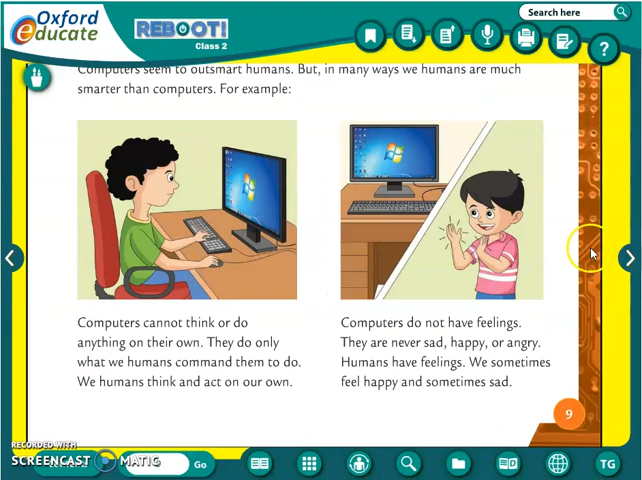 Oxford
educate
REBOOT!
Class 2
Search here
?
Computers seem to outsmart humans. But, in many ways we humans are much
smarter than computers. For example:
Computers cannot think or do
anything on their own. They do only
what we humans command them to do.
We humans think and act on our own.
Computers do not have feelings.
They are never sad, happy, or angry.
Humans have feelings. We sometimes
feel happy and sometimes sad.
9
RECORDED WITH
SCREENCAST MATIC
Go
TG